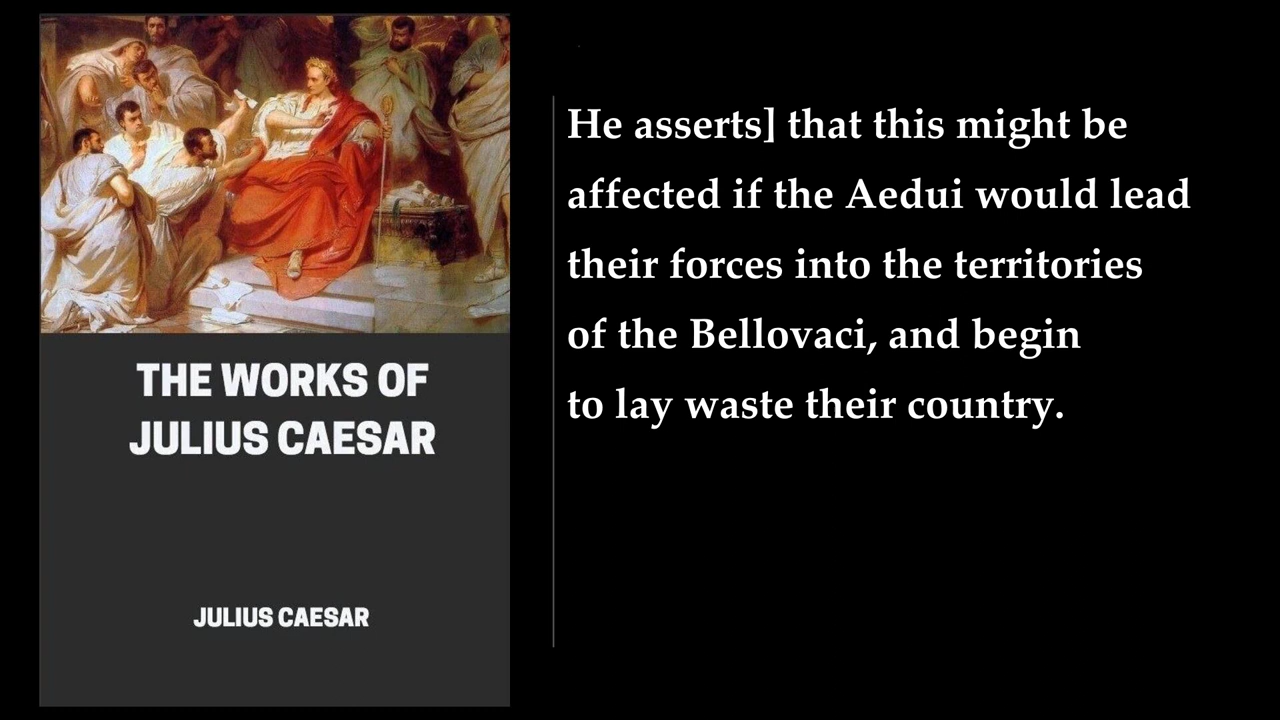 THE WORKS OF
JULIUS CAESAR
JULIUS CAESAR
He asserts] that this might be
affected if the Aedui would lead
their forces into the territories
of the Bellovaci, and begin
to lay waste their country.